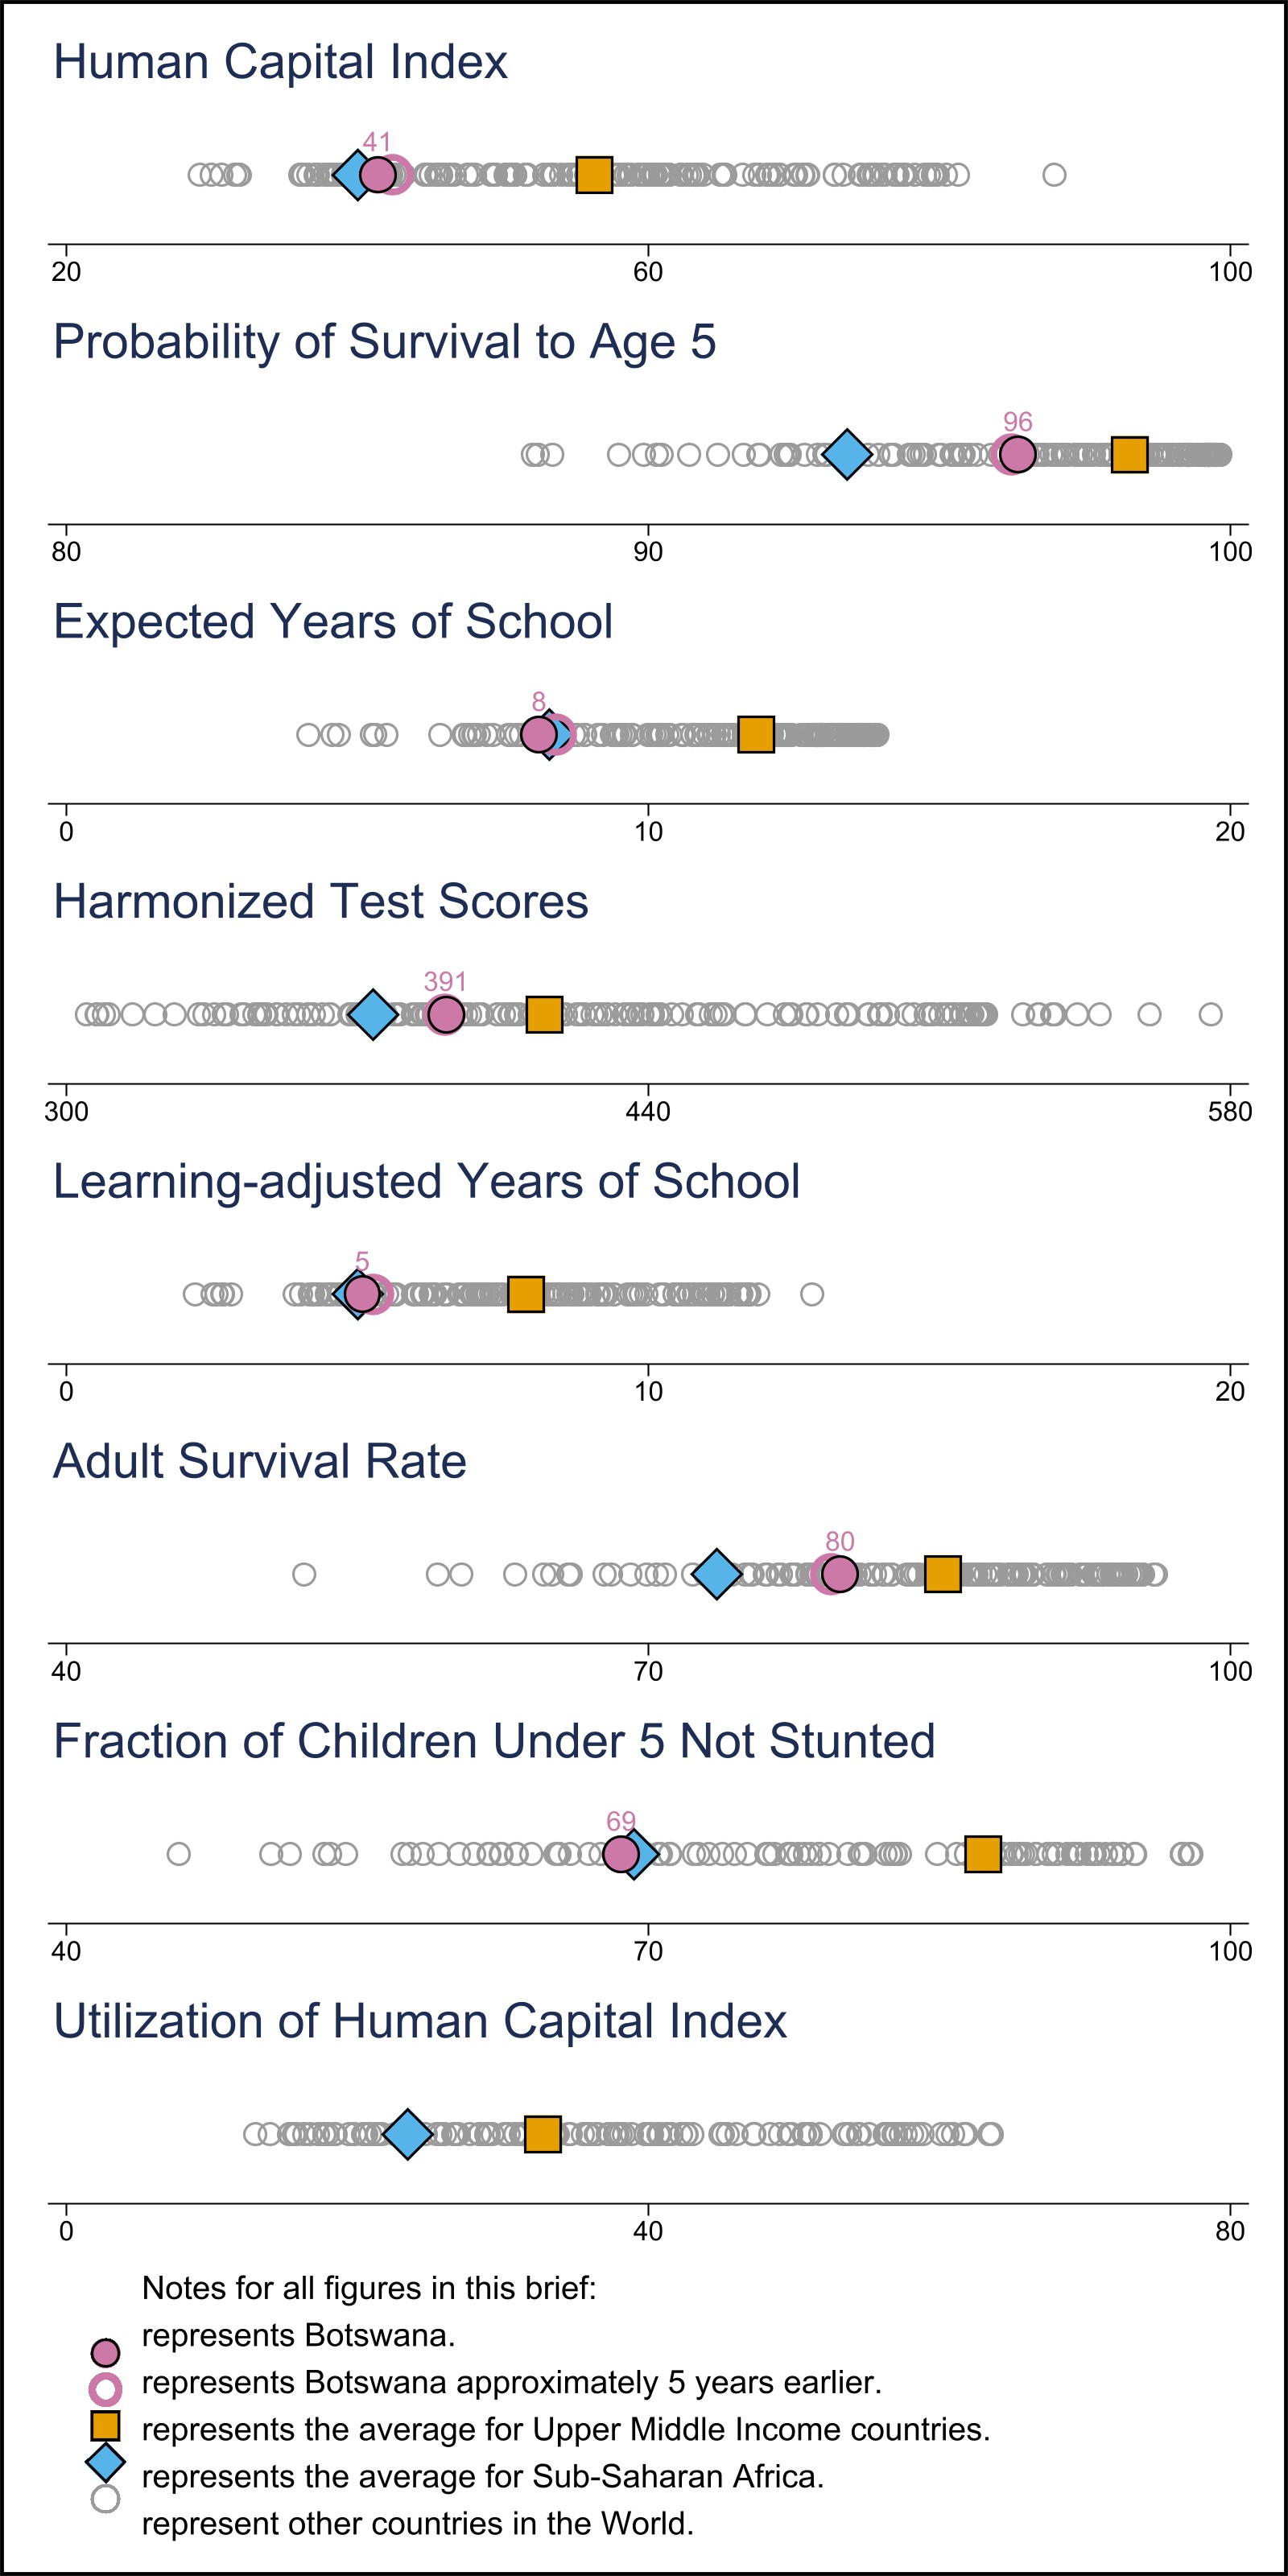 Human Capital Index
41
20 60 100
Probability of Survival to Age 5
96
80 90 100
Expected Years of School
8
0 10 20
Harmonized Test Scores
391
300 440 580
Learning-adjusted Years of School
5
0 10 20
Adult Survival Rate
80
40 70 100
Fraction of Children Under 5 Not Stunted
69
40 70 100
Utilization of Human Capital Index
0 40 80
Notes for all figures in this brief:
represents Botswana.
represents Botswana approximately 5 years earlier.
represents the average for Upper Middle Income countries.
represents the average for Sub-Saharan Africa.
represent other countries in the World.